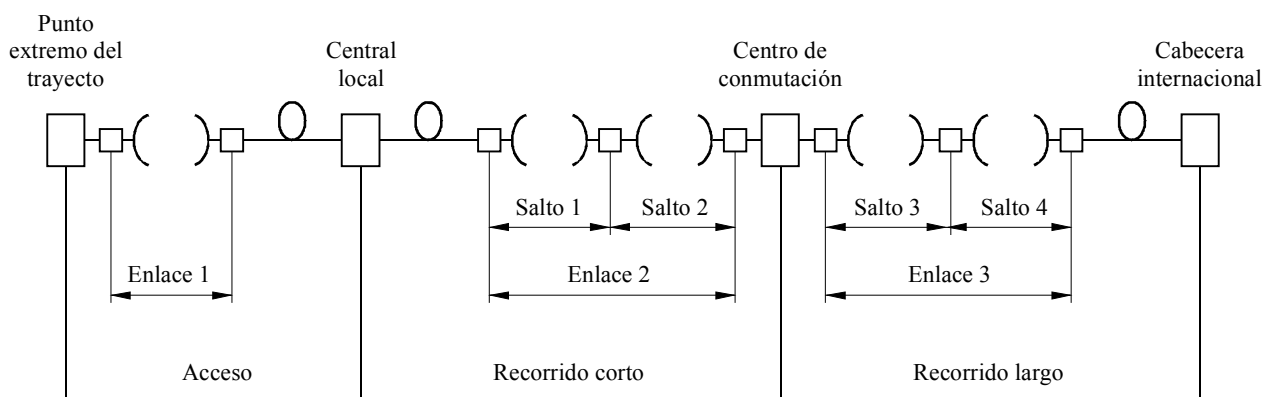 Punto
extremo del
trayecto
Central
local
Centro de
conmutación
Cabecera
internacional
Salto 1
Salto 2
Salto 3
Salto 4
Enlace 1
Enlace 2
Enlace 3
Acceso
Recorrido corto
Recorrido largo